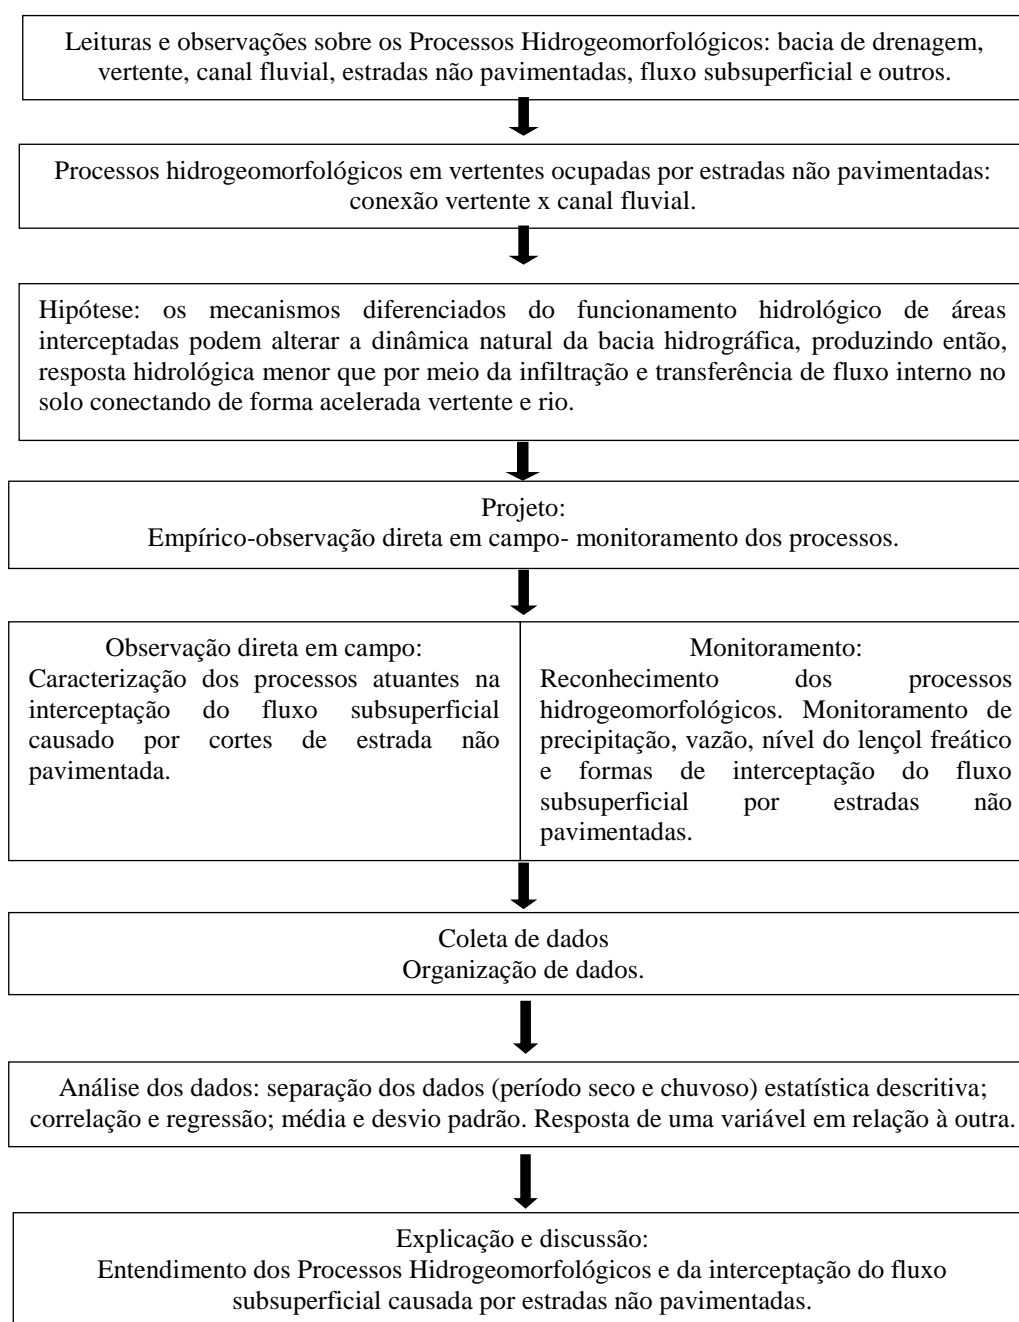 Leituras e observações sobre os Processos Hidrogeomorfológicos: bacia de drenagem,
vertente, canal fluvial, estradas não pavimentadas, fluxo subsuperficial e outros.
Processos hidrogeomorfológicos em vertentes ocupadas por estradas não pavimentadas:
conexão vertente x canal fluvial.
Hipótese: os mecanismos diferenciados do funcionamento hidrológico de áreas
interceptadas podem alterar a dinâmica natural da bacia hidrográfica, produzindo então,
resposta hidrológica menor que por meio da infiltração e transferência de fluxo interno no
solo conectando de forma acelerada vertente e rio.
Projeto:
Empírico-observação direta em campo- monitoramento dos processos.
Observação direta em campo:
Caracterização dos processos atuantes na
interceptação do fluxo subsuperficial
causado por cortes de estrada não
pavimentada.
Monitoramento:
Reconhecimento dos processos
hidrogeomorfológicos. Monitoramento de
precipitação, vazão, nível do lençol freático
e formas de interceptação do fluxo
subsuperficial por estradas não
pavimentadas.
Coleta de dados
Organização de dados.
Análise dos dados: separação dos dados (período seco e chuvoso) estatística descritiva;
correlação e regressão; média e desvio padrão. Resposta de uma variável em relação à outra.
Explicação e discussão:
Entendimento dos Processos Hidrogeomorfológicos e da interceptação do fluxo
subsuperficial causada por estradas não pavimentadas.